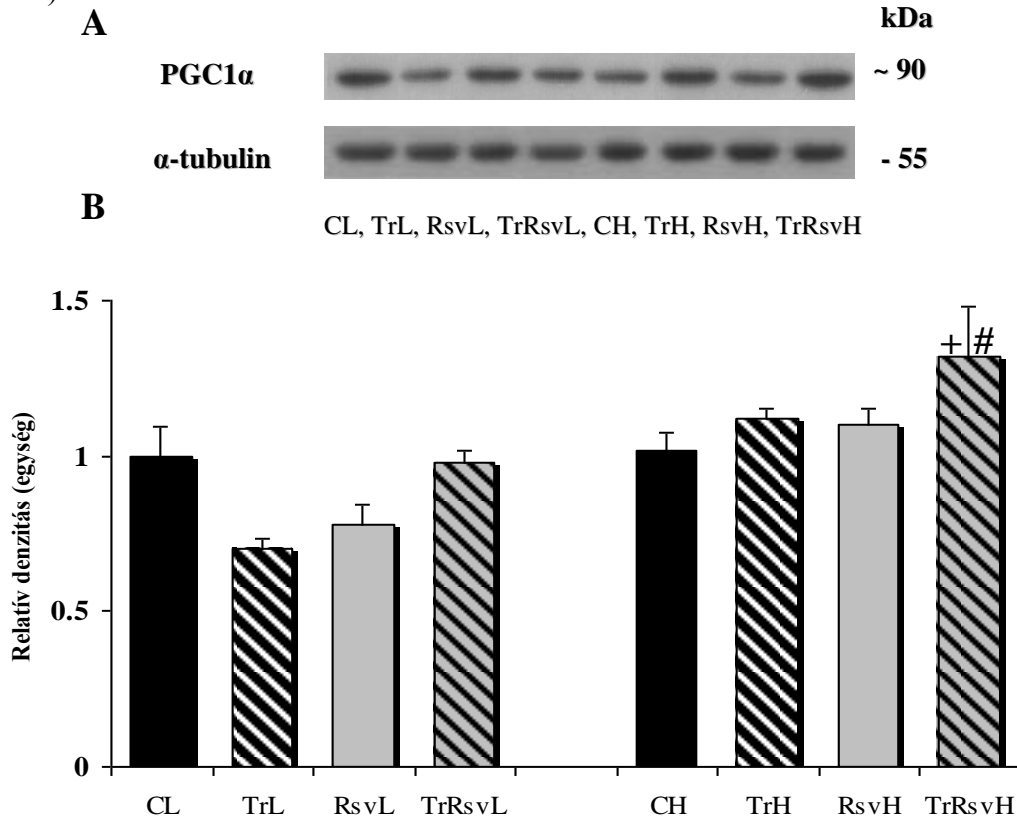 )
A
kDa
PGC1α
~ 90
α-tubulin
- 55
B
CL, TrL, RsvL, TrRsvL, CH, TrH, RsvH, TrRsvH
Relatív denzitás (egység)
1.5
1
0.5
0
+ #
CL TrL RsvL TrRsvL CH TrH RsvH TrRsvH